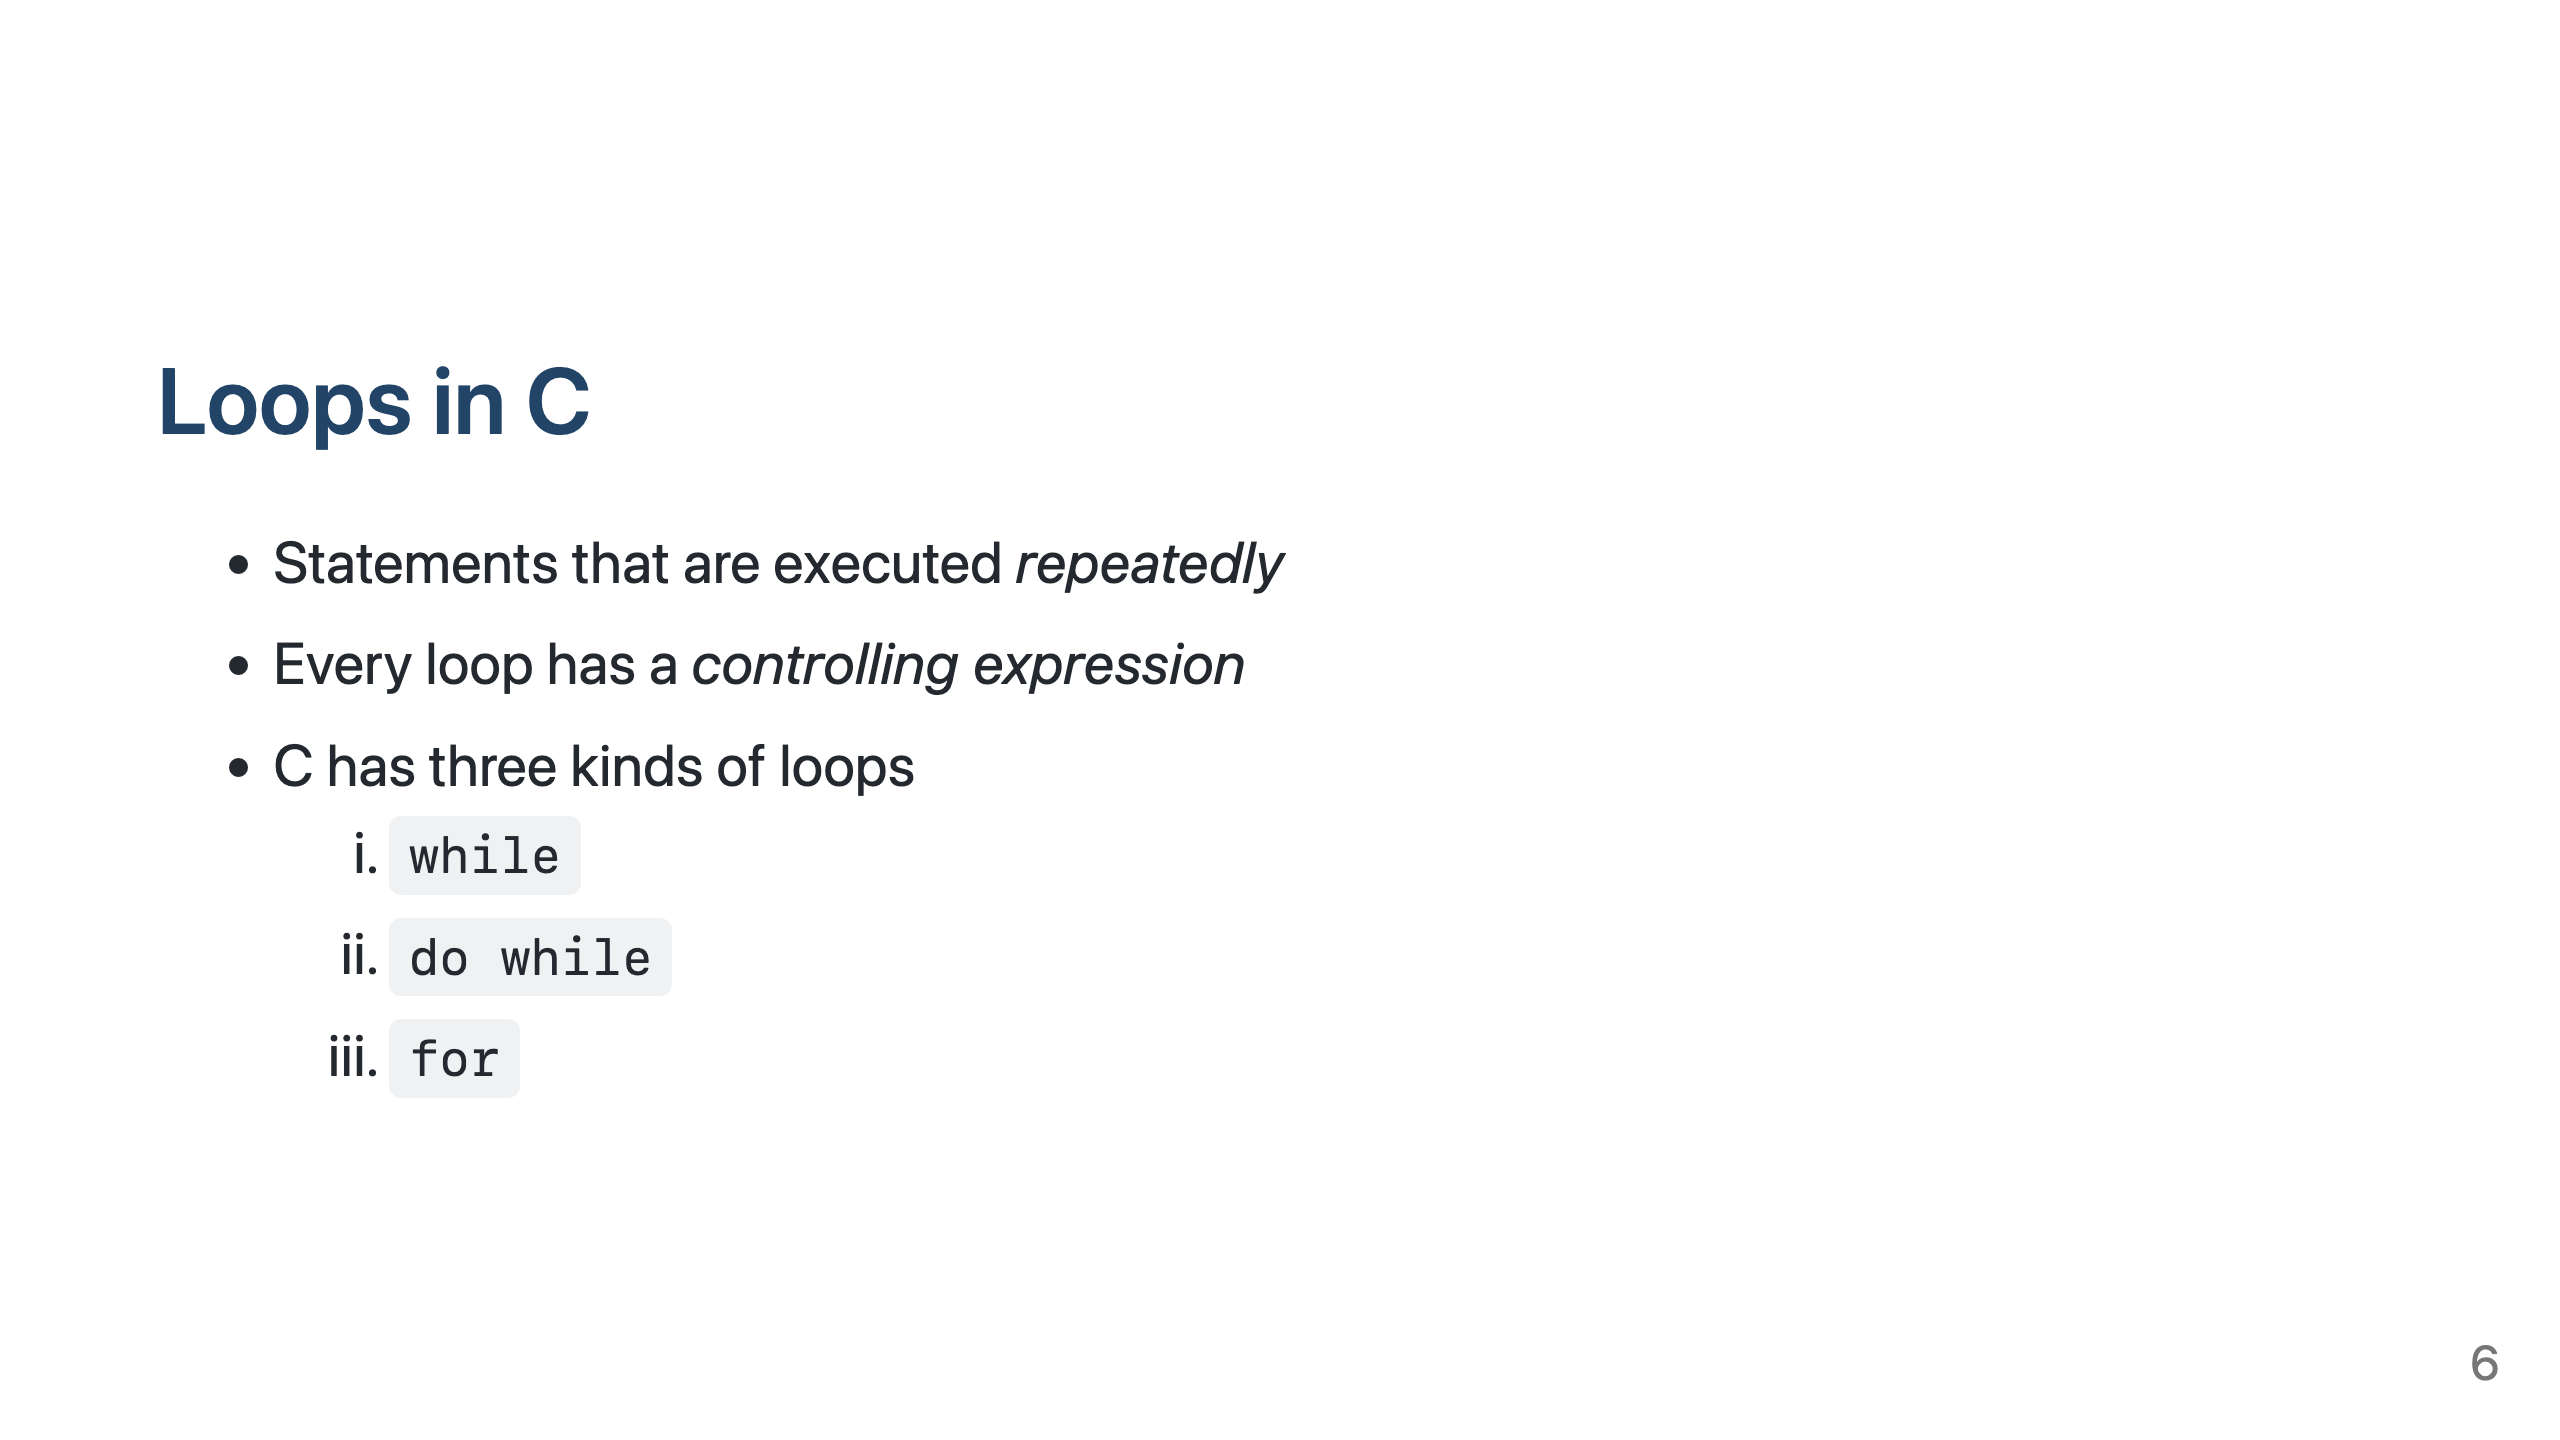 Loops in C
• Statements that are executed repeatedly
• Every loop has a controlling expression
• C has three kinds of loops
i. while
ii. do while
iii. for
6